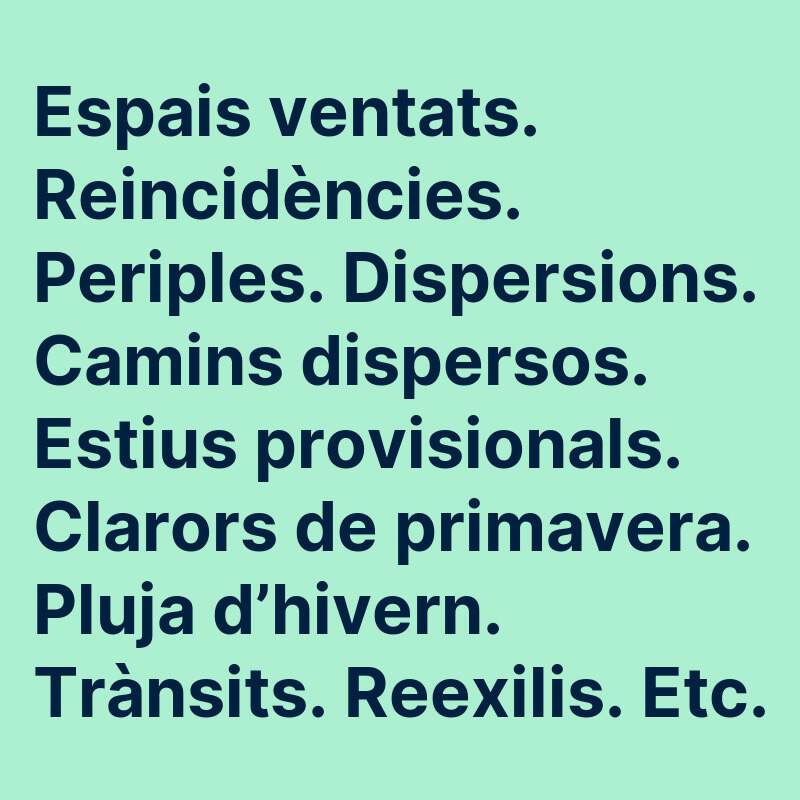 Espais ventats.
Reincidències.
Periples. Dispersions.
Camins dispersos.
Estius provisionals.
Clarors de primavera.
Pluja d’hivern.
Trànsits. Reexilis. Etc.